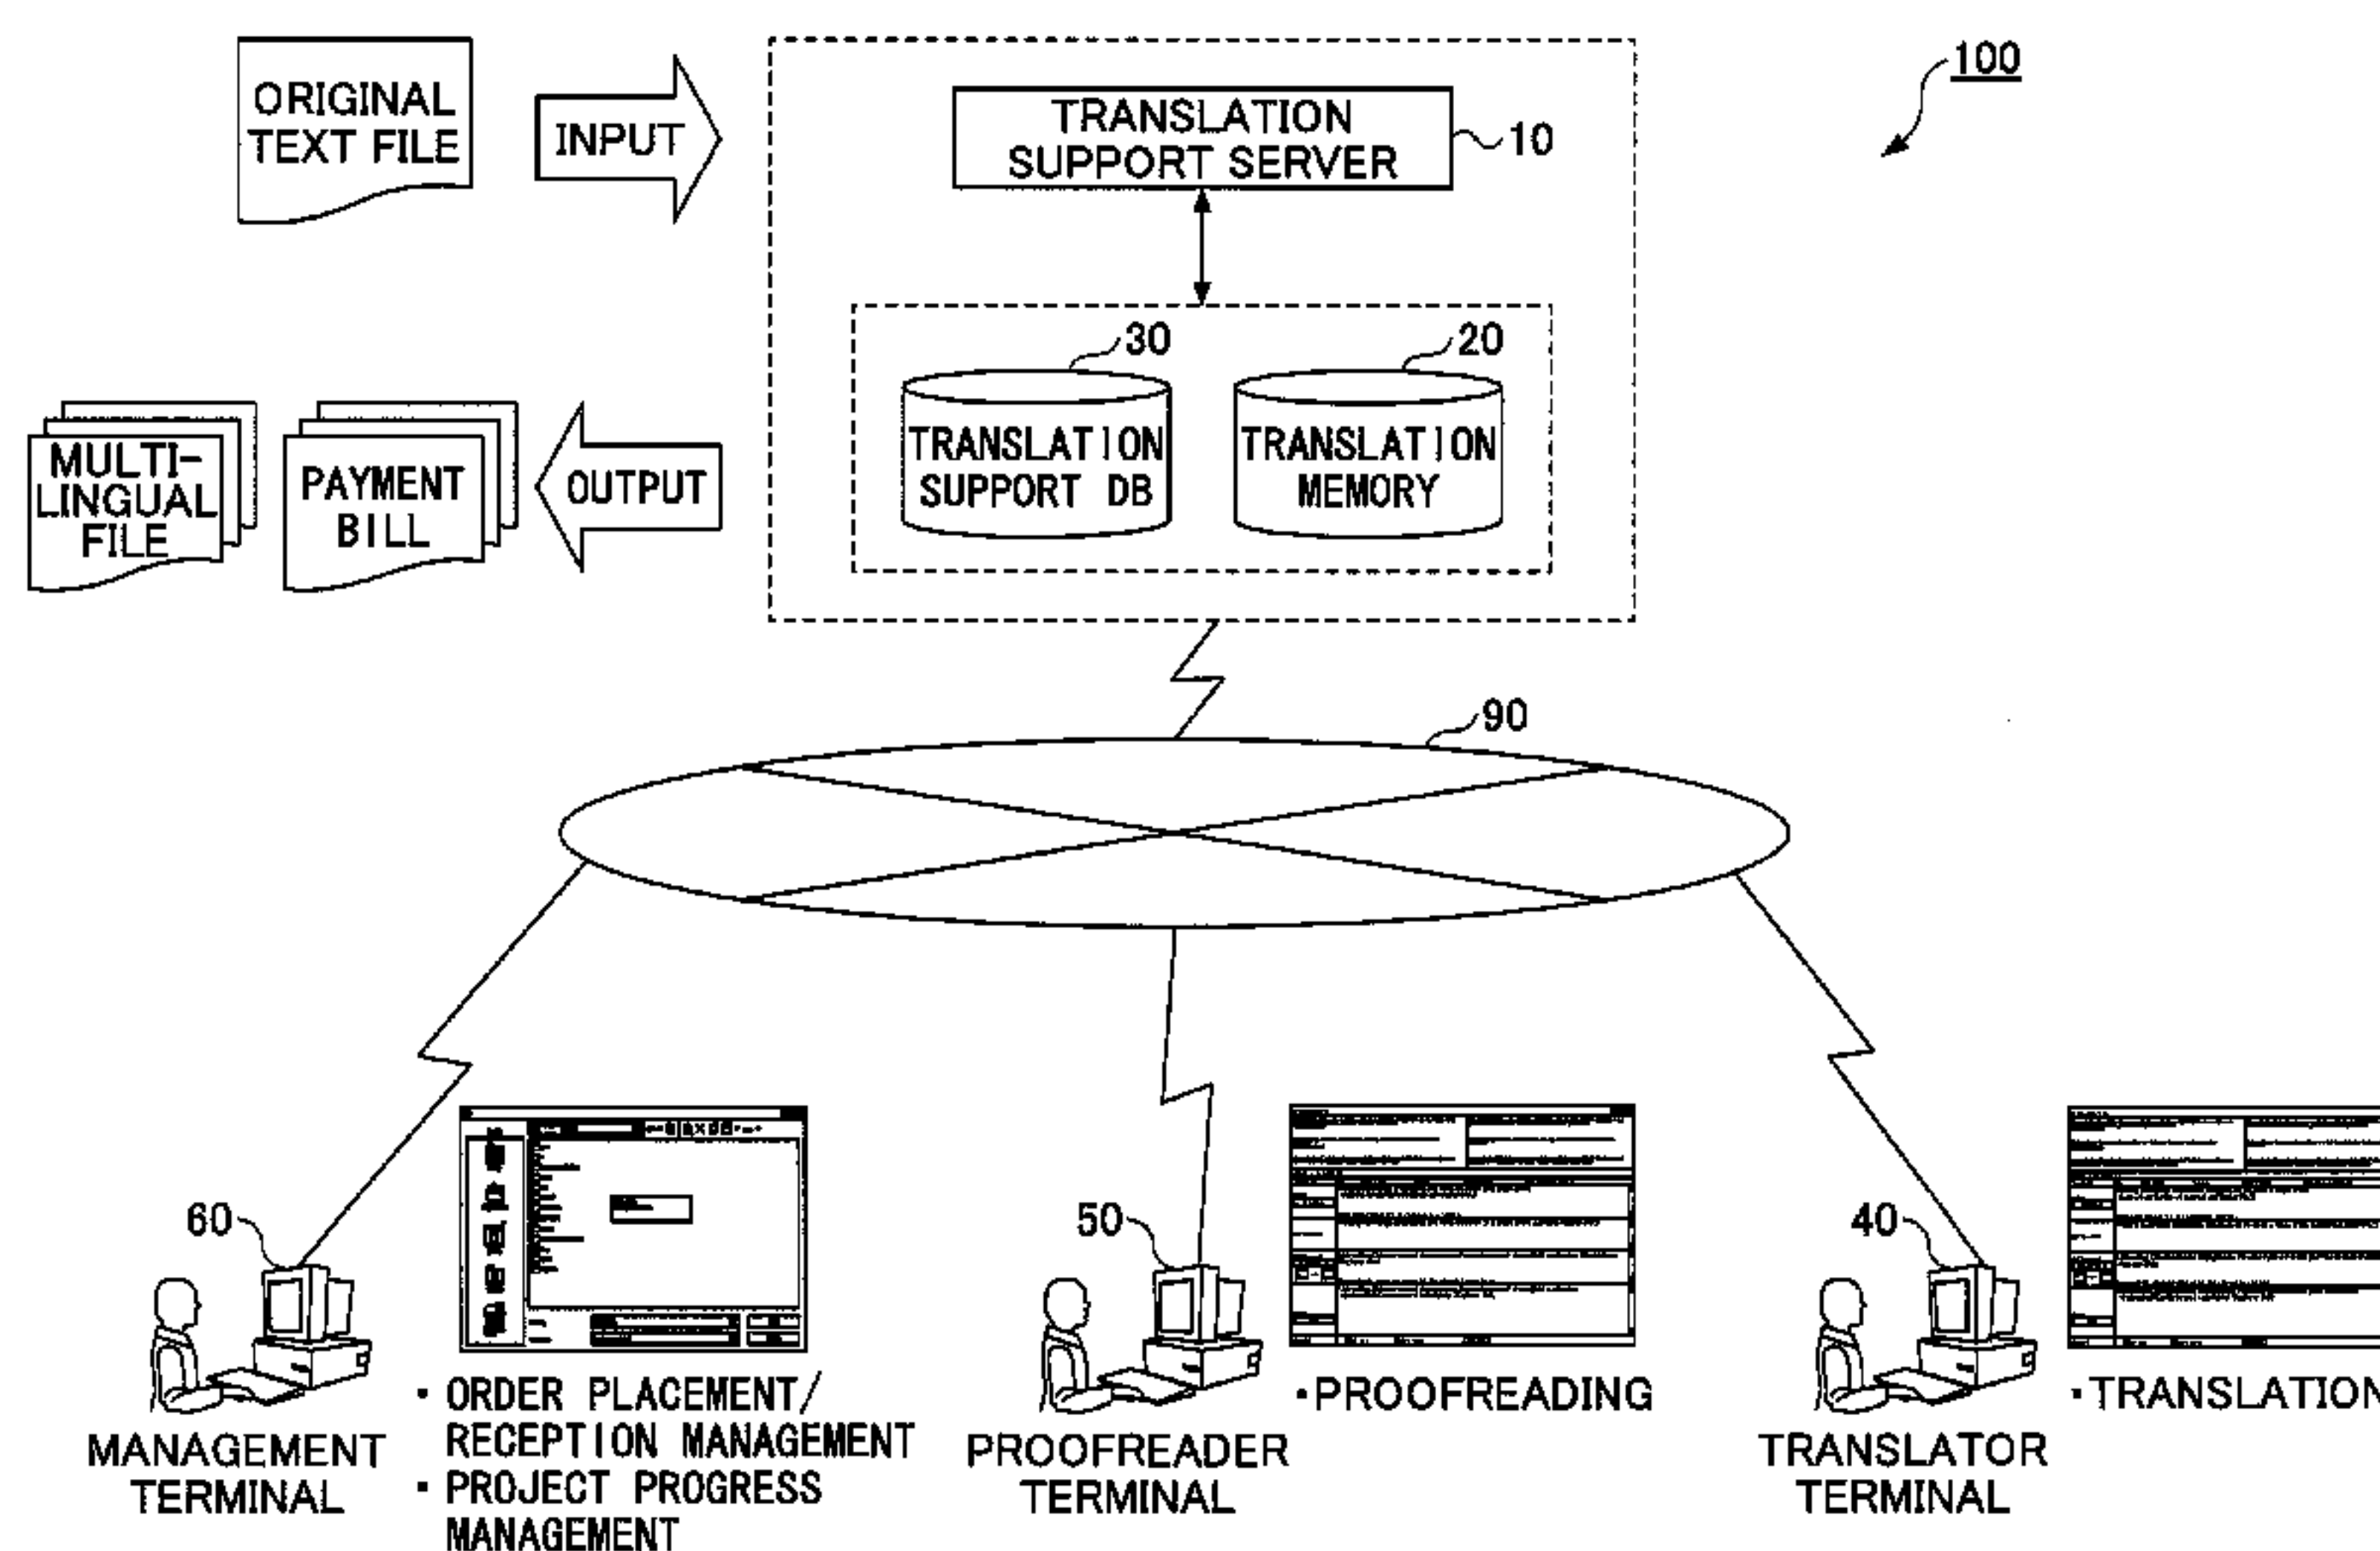 100
ORIGINAL
TEXT FILE
INPUT
TRANSLATION
SUPPORT SERVER
10
30
20
TRANSLATION
SUPPORT DB
TRANSLATION
MEMORY
MULTI-
LINGUAL
FILE
PAYMENT
BILL
OUTPUT
90
60
50
40
MANAGEMENT
TERMINAL
・ORDER PLACEMENT/
RECEPTION MANAGEMENT
・PROJECT PROGRESS
MANAGEMENT
PROOFREADER
TERMINAL
・PROOFREADING
TRANSLATOR
TERMINAL
・TRANSLATION